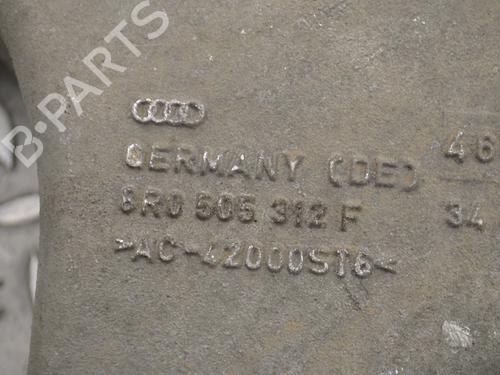 B-PARTS
GERMANY (DE) 46
8R0 505 312 F 34
>AC-42000ST6<